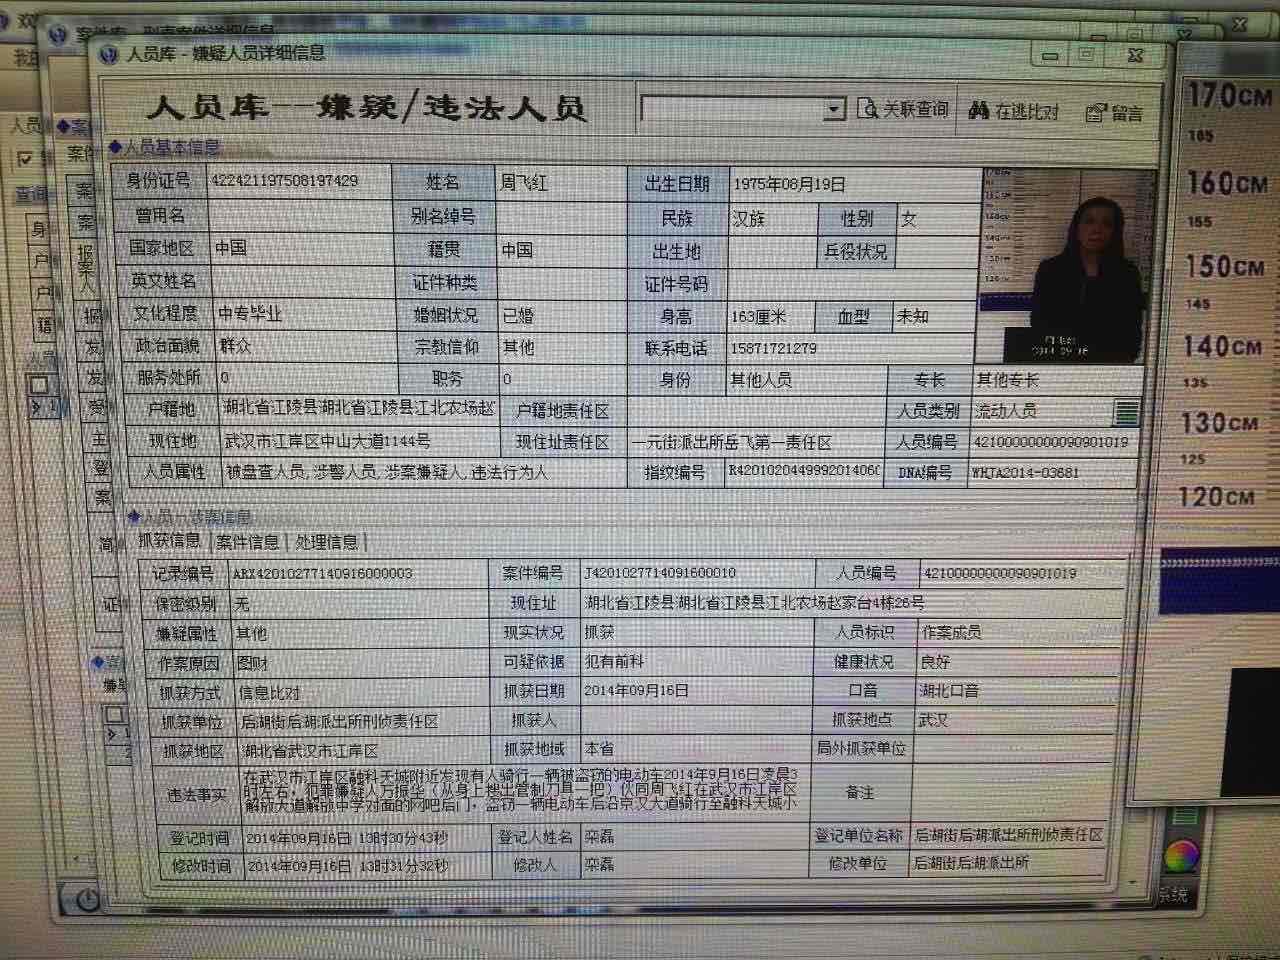 人员库 - 嫌疑人员详细信息
人员库--嫌疑/违法人员 关联查询 在逃比对 留言
人员基本信息
身份证号 422421197508197429 姓名 周飞红 出生日期 1975年08月19日
曾用名 别名绰号 民族 汉族 性别 女
国家地区 中国 籍贯 中国 出生地 兵役状况
英文姓名 证件种类 证件号码
文化程度 中专毕业 婚姻状况 已婚 身高 163厘米 血型 未知
政治面貌 群众 宗教信仰 其他 联系电话 15871721279
服务处所 0 职务 0 身份 其他人员 专长 其他专长
户籍地 湖北省江陵县湖北省江陵县江北农场赵 户籍地责任区 人员类别 流动人员
现住地 武汉市江岸区中山大道1144号 现住址责任区 一元街派出所岳飞第一责任区 人员编号 42100000000090901019
人员属性 被盘查人员,涉警人员,涉案嫌疑人,违法行为人 指纹编号 R4201020449992014060 DNA编号 WHJA2014-03681
人员--涉案信息
抓获信息 案件信息 处理信息
记录编号 ARX42010277140916000003 案件编号 J4201027714091600010 人员编号 42100000000090901019
保密级别 无 现住址 湖北省江陵县湖北省江陵县江北农场赵家台4栋26号
嫌疑属性 其他 现实状况 抓获 人员标识 作案成员
作案原因 图财 可疑依据 犯有前科 健康状况 良好
抓获方式 信息比对 抓获日期 2014年09月16日 口音 湖北口音
抓获单位 后湖街后湖派出所刑侦责任区 抓获人 抓获地点 武汉
抓获地区 湖北省武汉市江岸区 抓获地域 本省 局外抓获单位
违法事实 在武汉市江岸区融科天城附近发现有人骑行一辆被盗窃的电动车2014年9月16日凌晨3
时左右，犯罪嫌疑人万振华（从身上搜出管制刀具一把）伙同周飞红在武汉市江岸区
解放大道解放中学对面的网吧后门，盗窃一辆电动车后沿京汉大道骑行至融科天城小
备注
登记时间 2014年09月16日 13时30分43秒 登记人姓名 栾磊 登记单位名称 后湖街后湖派出所刑侦责任区
修改时间 2014年09月16日 13时31分32秒 修改人 栾磊 修改单位 后湖街后湖派出所
170CM
165
160CM
155
150CM
145
140CM
135
130CM
125
120CM
系统